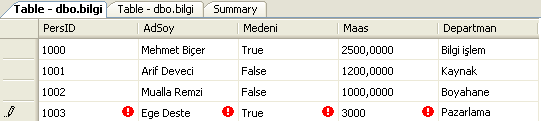 Table - dbo.bilgi Table - dbo.bilgi Summary
PersID AdSoy Medeni Maas Departman
1000 Mehmet Biçer True 2500,0000 Bilgi işlem
1001 Arif Deveci False 1200,0000 Kaynak
1002 Mualla Remzi False 1000,0000 Boyahane
1003 Ege Deste True 3000 Pazarlama